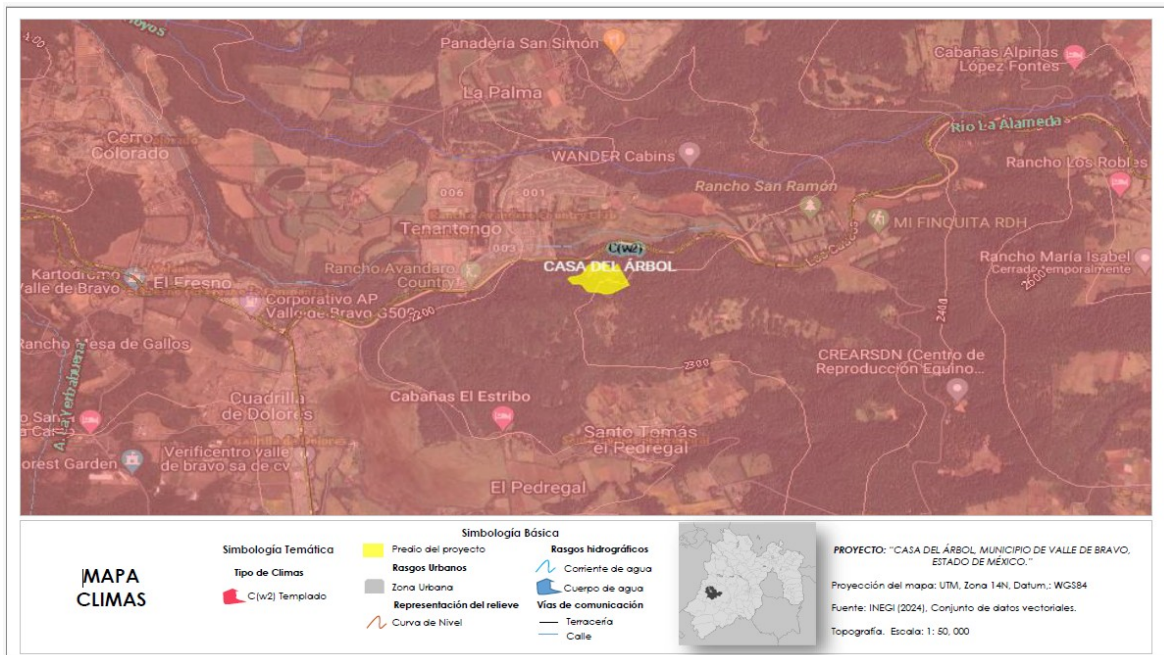 Panadería San Simón
Cabañas Alpinas
López Fontes
La Palma
Río La Alameda
Cerro
Colorado
WANDER Cabins
Rancho Los Robles
006
001
Rancho San Ramón
MI FINQUITA RDH
Tenantongo
003
C(w2)
CASA DEL ÁRBOL
Rancho Avandaro
Country
Rancho María Isabel
Cerrado temporalmente
Kartodromo
Valle de Bravo
El Fresno
Corporativo AP
Valle de Bravo
2200
2400
2600
2300
Rancho Mesa de Gallos
CREARSDN (Centro de
Reproducción Equino...
A. La Yerbabuena
Cuadrilla
de Dolores
Cabañas El Estribo
Santo Tomás
el Pedregal
Verificentro valle
de bravo sa de cv
orest Garden
El Pedregal
MAPA
CLIMAS
Simbología Temática
Tipo de Climas
C(w2) Templado
Simbología Básica
Predio del proyecto
Rasgos Urbanos
Zona Urbana
Representación del relieve
Curva de Nivel
Rasgos hidrográficos
Corriente de agua
Cuerpo de agua
Vías de comunicación
Terracería
Calle
PROYECTO: "CASA DEL ÁRBOL, MUNICIPIO DE VALLE DE BRAVO,
ESTADO DE MÉXICO."
Proyección del mapa: UTM, Zona 14N, Datum,: WGS84
Fuente: INEGI (2024), Conjunto de datos vectoriales.
Topografía. Escala: 1: 50, 000